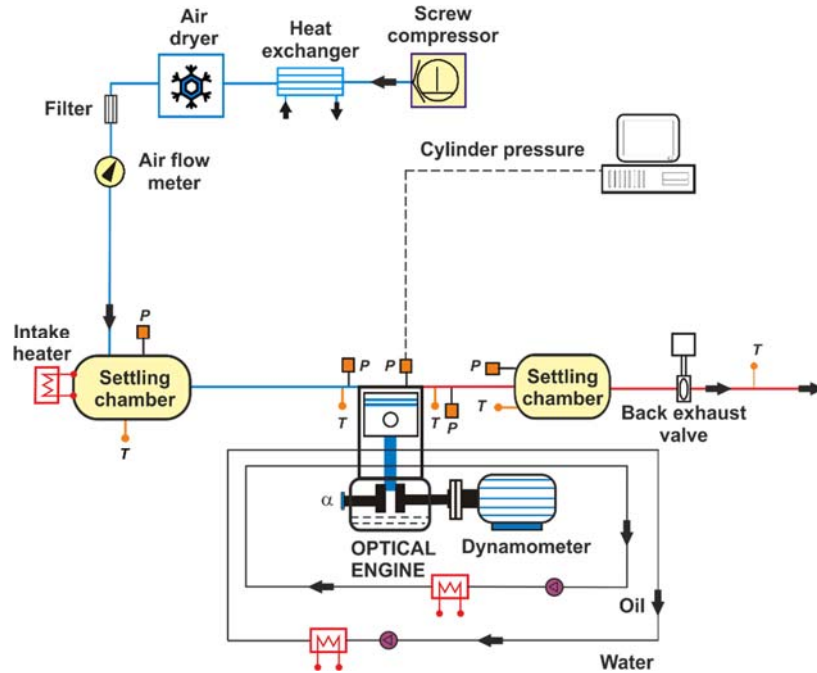 Air
dryer
Heat
exchanger
Screw
compressor
Filter
Air flow
meter
Cylinder pressure
Intake
heater
P
Settling
chamber
T
P
P
T
T
P
P
T
Settling
chamber
T
Back exhaust
valve
α
OPTICAL
ENGINE
Dynamometer
Oil
Water